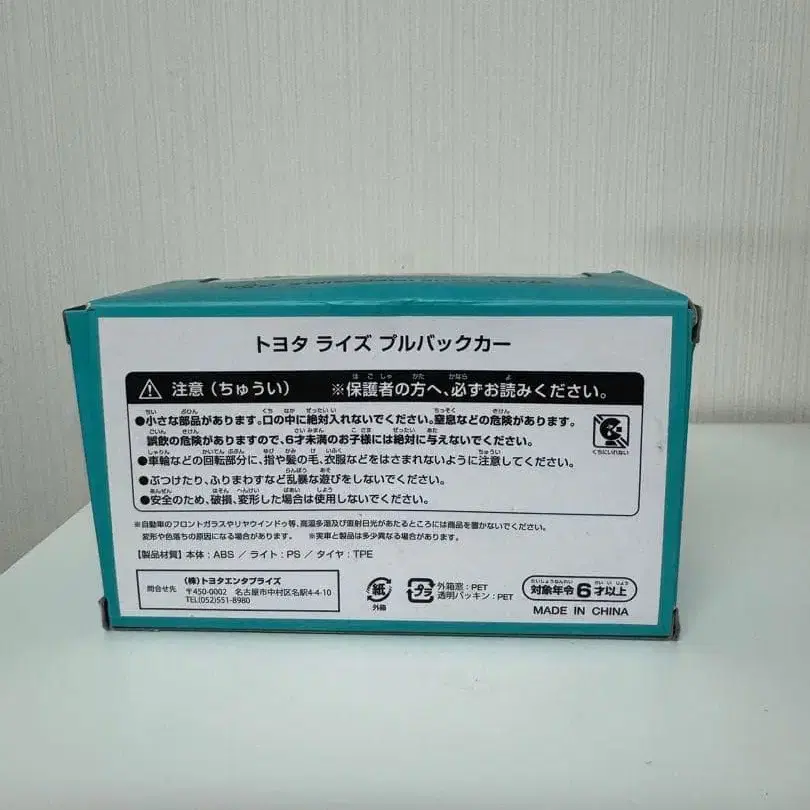 トヨタ ライズ プルバックカー
注意（ちゅうい） ※保護者の方へ、必ずお読みください。
●小さな部品があります。口の中に絶対入れないでください。窒息などの危険があります。
誤飲の危険がありますので、6才未満のお子様には絶対に与えないでください。
●車輪などの回転部分に、指や髪の毛、衣服などをはさまれないように注意してください。
●ぶつけたり、ふりまわすなど乱暴な遊びをしないでください。
●安全のため、破損、変形した場合は使用しないでください。
くちにいれない
※自動車のフロントガラスやリヤウインドゥ等、高温多湿及び直射日光があたるところには商品を置かないでください。
変形や色落ちの原因になる場合があります。 ※実車と製品は多少異なる場合があります。
【製品材質】本体：ABS ／ ライト：PS ／ タイヤ：TPE
問合せ先
（株）トヨタエンタプライズ
〒450-0002 名古屋市中村区名駅4-4-10
TEL(052)551-8980
紙
外箱
プラ
外箱窓：PET
透明パッキン：PET
対象年令 6才以上
MADE IN CHINA